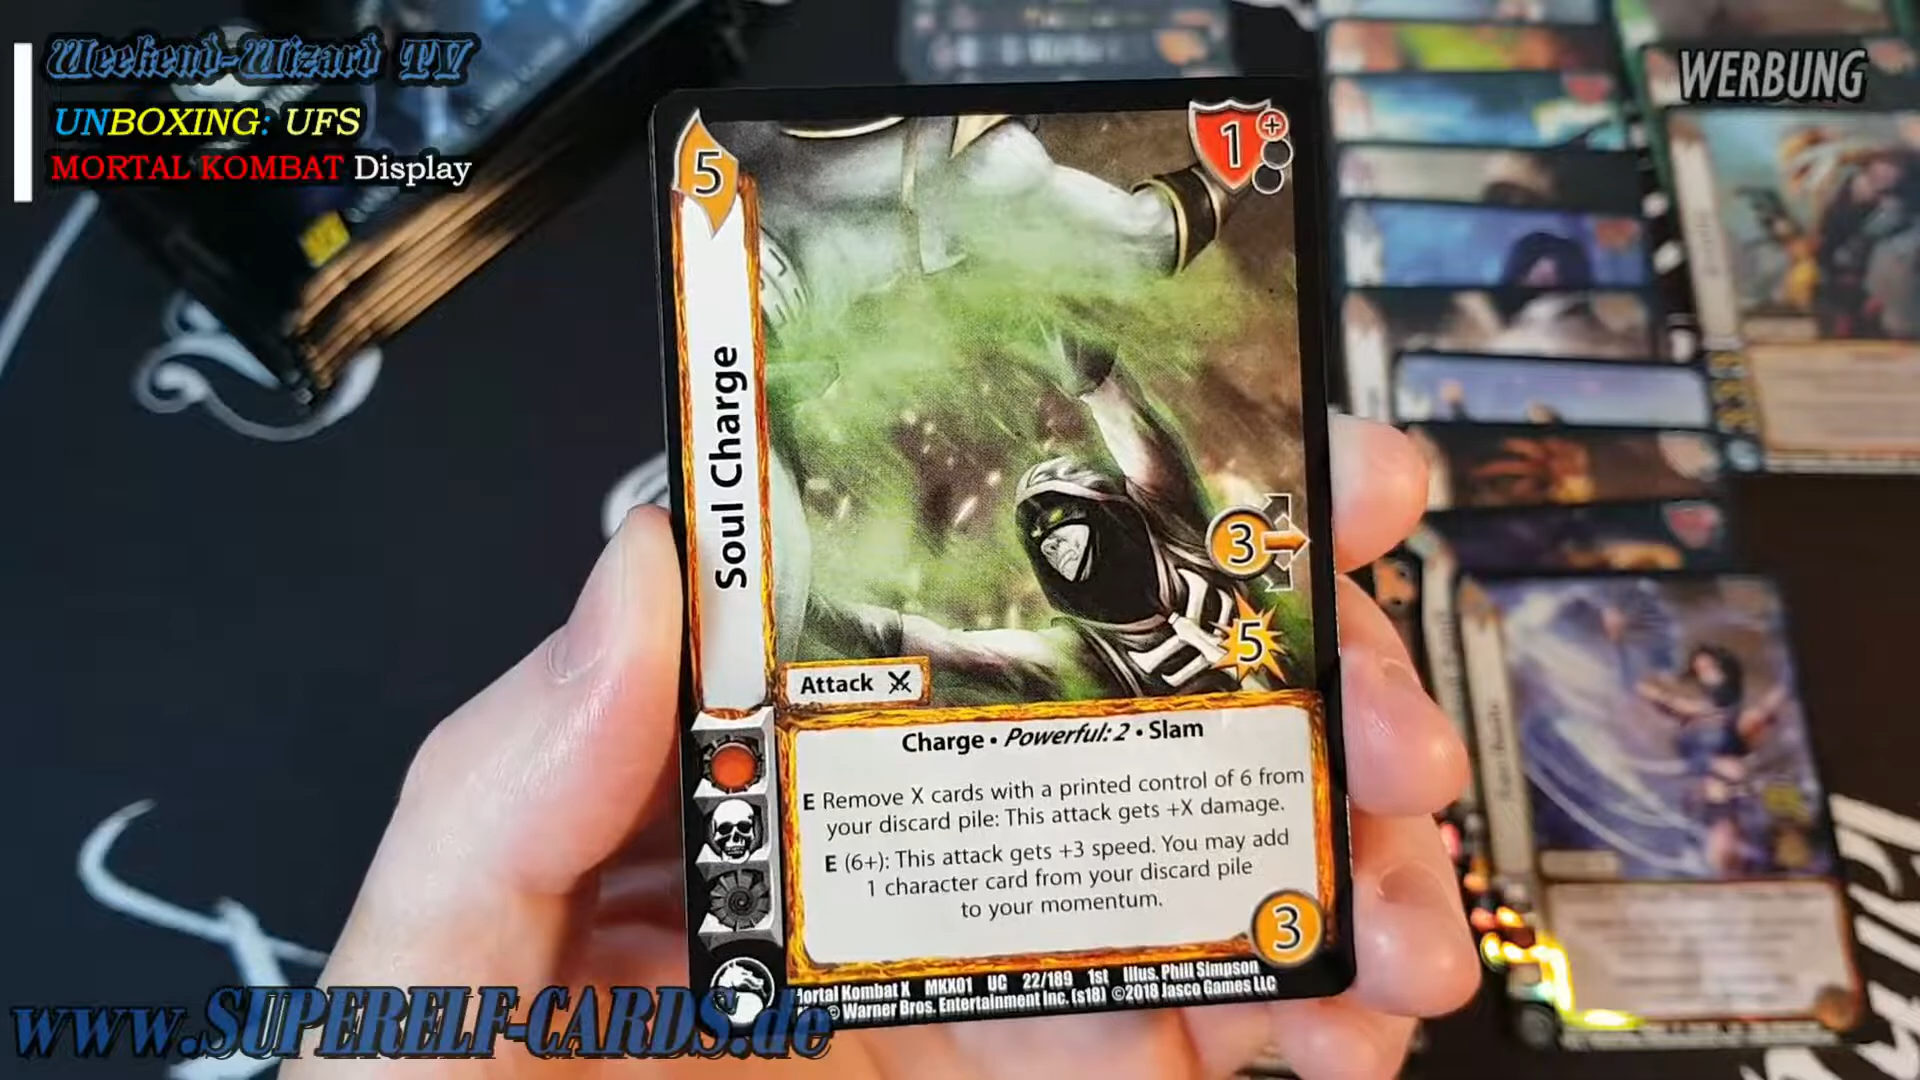 Weekend-Wizard TV
UNBOXING: UFS
MORTAL KOMBAT Display
WERBUNG
5
1
+
Soul Charge
3
5
Attack
Charge • Powerful: 2 • Slam
E Remove X cards with a printed control of 6 from
your discard pile: This attack gets +X damage.
E (6+): This attack gets +3 speed. You may add
1 character card from your discard pile
to your momentum.
3
Mortal Kombat X MKX01 UC 22/189 1st Illus. Phill Simpson
© Warner Bros. Entertainment Inc. (s18) ©2018 Jasco Games LLC
www.SUPERELF-CARDS.de